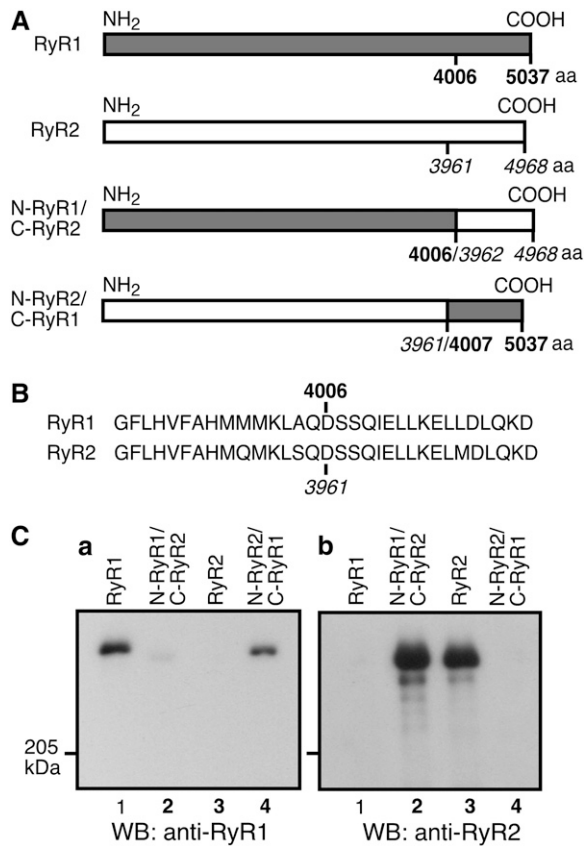 A
NH2 COOH
RyR1
4006 5037 aa
NH2 COOH
RyR2
3961 4968 aa
NH2 COOH
N-RyR1/
C-RyR2
4006/3962 4968 aa
NH2 COOH
N-RyR2/
C-RyR1
3961/4007 5037 aa
B
4006
RyR1 GFLHVFAHMMMKLAQDSSQIELLKELLDLQKD
RyR2 GFLHVFAHMQMKLSQDSSQIELLKELMDLQKD
3961
C
a
RyR1
N-RyR1/
C-RyR2
RyR2
N-RyR2/
C-RyR1
b
RyR1
N-RyR1/
C-RyR2
RyR2
N-RyR2/
C-RyR1
205
kDa
1 2 3 4
WB: anti-RyR1
1 2 3 4
WB: anti-RyR2